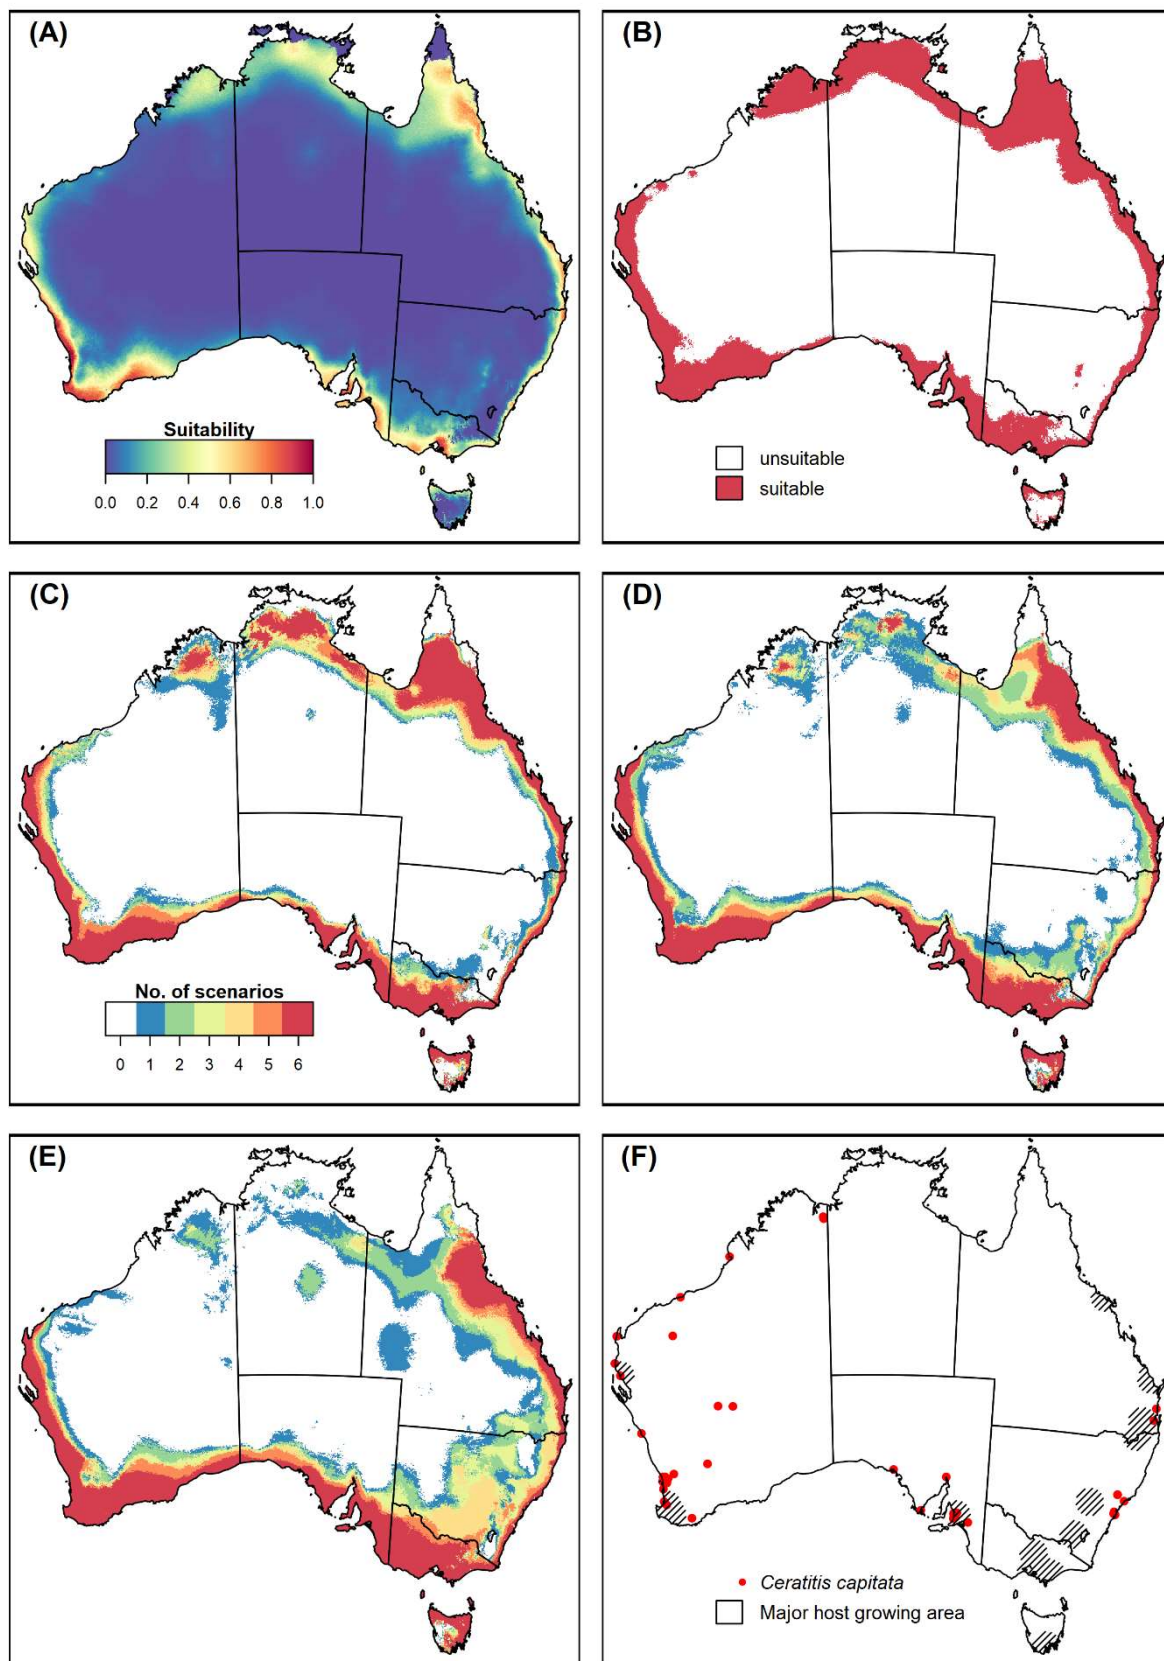 (A)
Suitability
0.0 0.2 0.4 0.6 0.8 1.0
(B)
unsuitable
suitable
(C)
No. of scenarios
0 1 2 3 4 5 6
(D)
(E)
(F)
Ceratitis capitata
Major host growing area